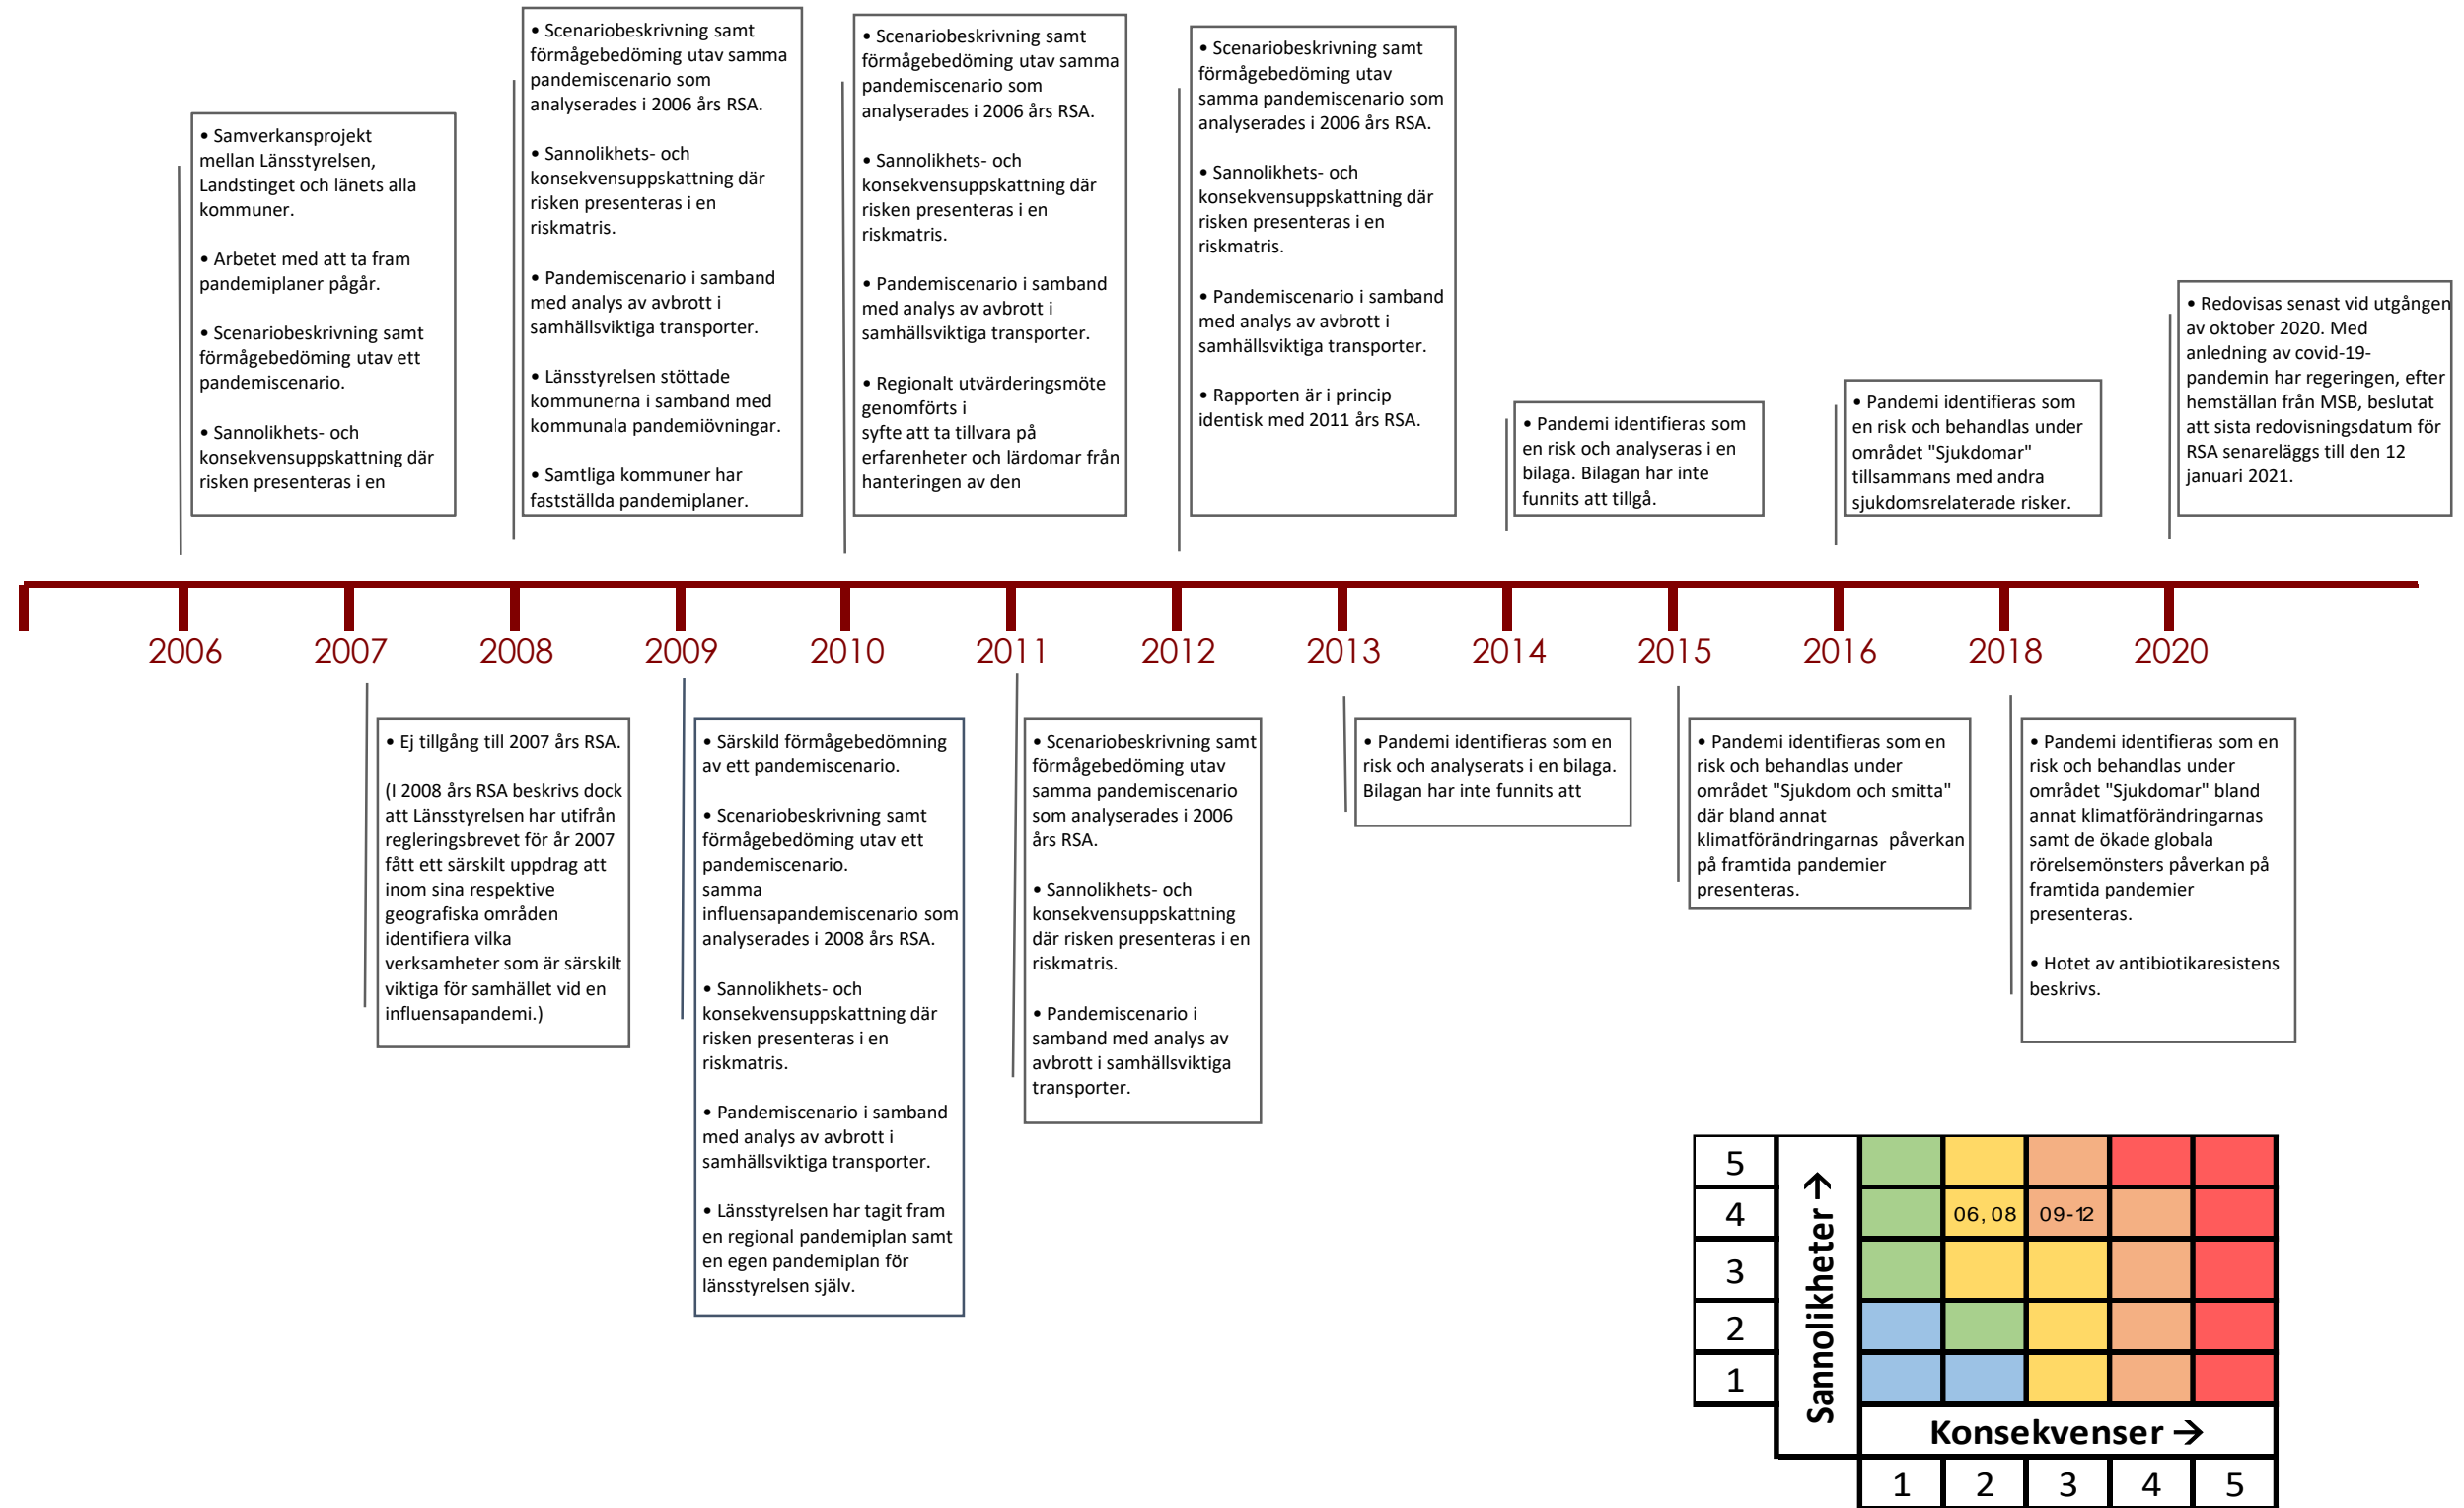 • Samverkansprojekt
mellan Länsstyrelsen,
Landstinget och länets alla
kommuner.
• Arbetet med att ta fram
pandemiplaner pågår.
• Scenariobeskrivning samt
förmågebedöming utav ett
pandemiscenario.
• Sannolikhets- och
konsekvensuppskattning där
risken presenteras i en
• Scenariobeskrivning samt
förmågebedöming utav samma
pandemiscenario som
analyserades i 2006 års RSA.
• Sannolikhets- och
konsekvensuppskattning där
risken presenteras i en
riskmatris.
• Pandemiscenario i samband
med analys av avbrott i
samhällsviktiga transporter.
• Länsstyrelsen stöttade
kommunerna i samband med
kommunala pandemiövningar.
• Samtliga kommuner har
fastställda pandemiplaner.
• Scenariobeskrivning samt
förmågebedöming utav samma
pandemiscenario som
analyserades i 2006 års RSA.
• Sannolikhets- och
konsekvensuppskattning där
risken presenteras i en
riskmatris.
• Pandemiscenario i samband
med analys av avbrott i
samhällsviktiga transporter.
• Regionalt utvärderingsmöte
genomförts i
syfte att ta tillvara på
erfarenheter och lärdomar från
hanteringen av den
• Scenariobeskrivning samt
förmågebedöming utav
samma pandemiscenario som
analyserades i 2006 års RSA.
• Sannolikhets- och
konsekvensuppskattning där
risken presenteras i en
riskmatris.
• Pandemiscenario i samband
med analys av avbrott i
samhällsviktiga transporter.
• Rapporten är i princip
identisk med 2011 års RSA.
• Pandemi identifieras som
en risk och analyseras i en
bilaga. Bilagan har inte
funnits att tillgå.
• Pandemi identifieras som
en risk och behandlas under
området "Sjukdomar"
tillsammans med andra
sjukdomsrelaterade risker.
• Redovisas senast vid utgången
av oktober 2020. Med
anledning av covid-19-
pandemin har regeringen, efter
hemställan från MSB, beslutat
att sista redovisningsdatum för
RSA senareläggs till den 12
januari 2021.
2006 2007 2008 2009 2010 2011 2012 2013 2014 2015 2016 2018 2020
• Ej tillgång till 2007 års RSA.
(I 2008 års RSA beskrivs dock
att Länsstyrelsen har utifrån
regleringsbrevet för år 2007
fått ett särskilt uppdrag att
inom sina respektive
geografiska områden
identifiera vilka
verksamheter som är särskilt
viktiga för samhället vid en
influensapandemi.)
• Särskild förmågebedömning
av ett pandemiscenario.
• Scenariobeskrivning samt
förmågebedöming utav ett
pandemiscenario.
samma
influensapandemiscenario som
analyserades i 2008 års RSA.
• Sannolikhets- och
konsekvensuppskattning där
risken presenteras i en
riskmatris.
• Pandemiscenario i samband
med analys av avbrott i
samhällsviktiga transporter.
• Länsstyrelsen har tagit fram
en regional pandemiplan samt
en egen pandemiplan för
länsstyrelsen själv.
• Scenariobeskrivning samt
förmågebedöming utav
samma pandemiscenario
som analyserades i 2006
års RSA.
• Sannolikhets- och
konsekvensuppskattning
där risken presenteras i en
riskmatris.
• Pandemiscenario i
samband med analys av
avbrott i samhällsviktiga
transporter.
• Pandemi identifieras som en
risk och analyserats i en bilaga.
Bilagan har inte funnits att
• Pandemi identifieras som en
risk och behandlas under
området "Sjukdom och smitta"
där bland annat
klimatförändringarnas påverkan
på framtida pandemier
presenteras.
• Pandemi identifieras som en
risk och behandlas under
området "Sjukdomar" bland
annat klimatförändringarnas
samt de ökade globala
rörelsemönsters påverkan på
framtida pandemier
presenteras.
• Hotet av antibiotikaresistens
beskrivs.
5
4 06, 08 09-12
3
2
1
Sannolikheter →
Konsekvenser →
1 2 3 4 5